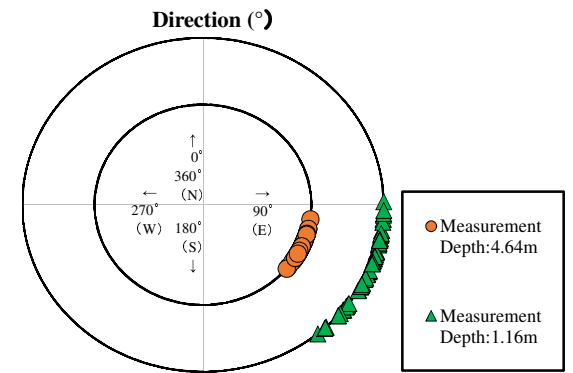 Direction (°)
↑
0°
360°
(N)
←
→
270°
(W)
180°
(S)
90°
(E)
↓
Measurement
Depth:4.64m
Measurement
Depth:1.16m